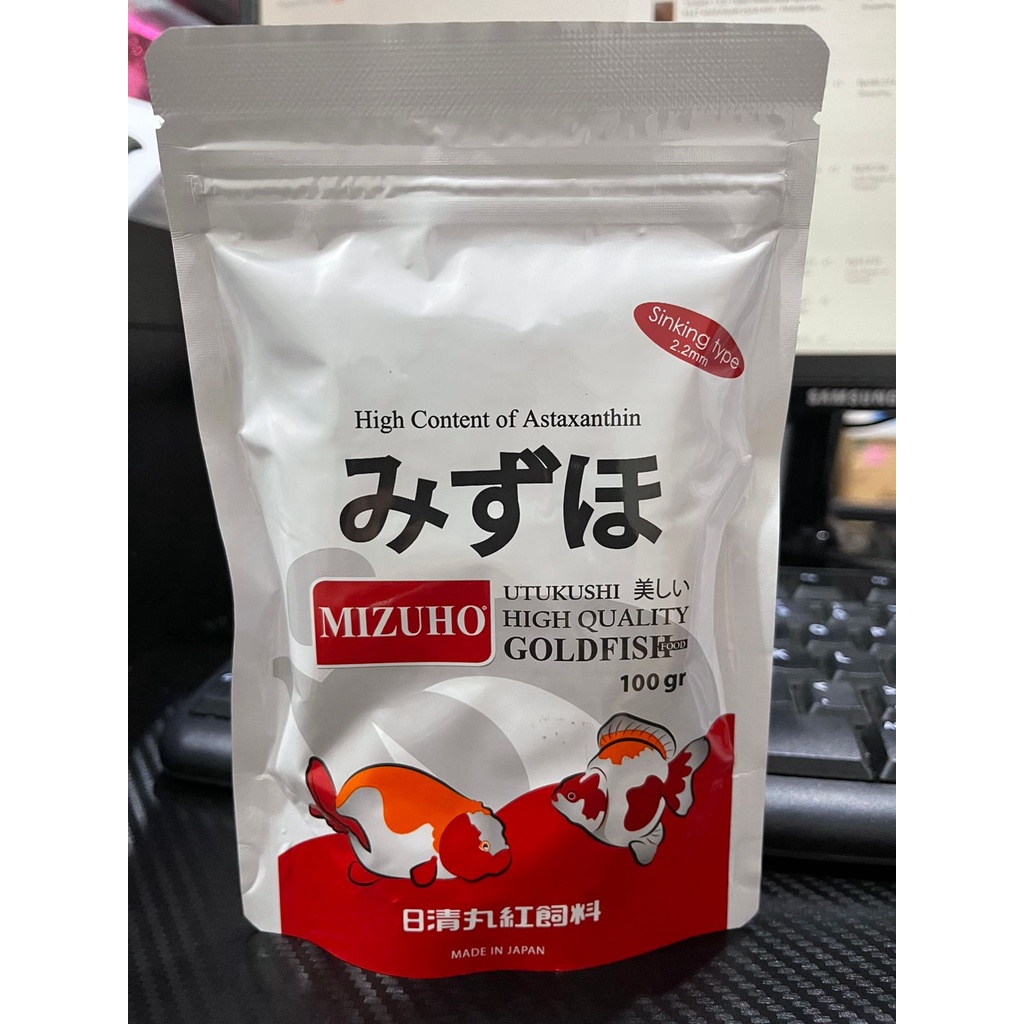 Sinking type
2.2mm
High Content of Astaxanthin
みずほ
MIZUHO
UTUKUSHI 美しい
HIGH QUALITY
GOLDFISH FOOD
100 gr
日清丸紅飼料
MADE IN JAPAN
SAMSUNG